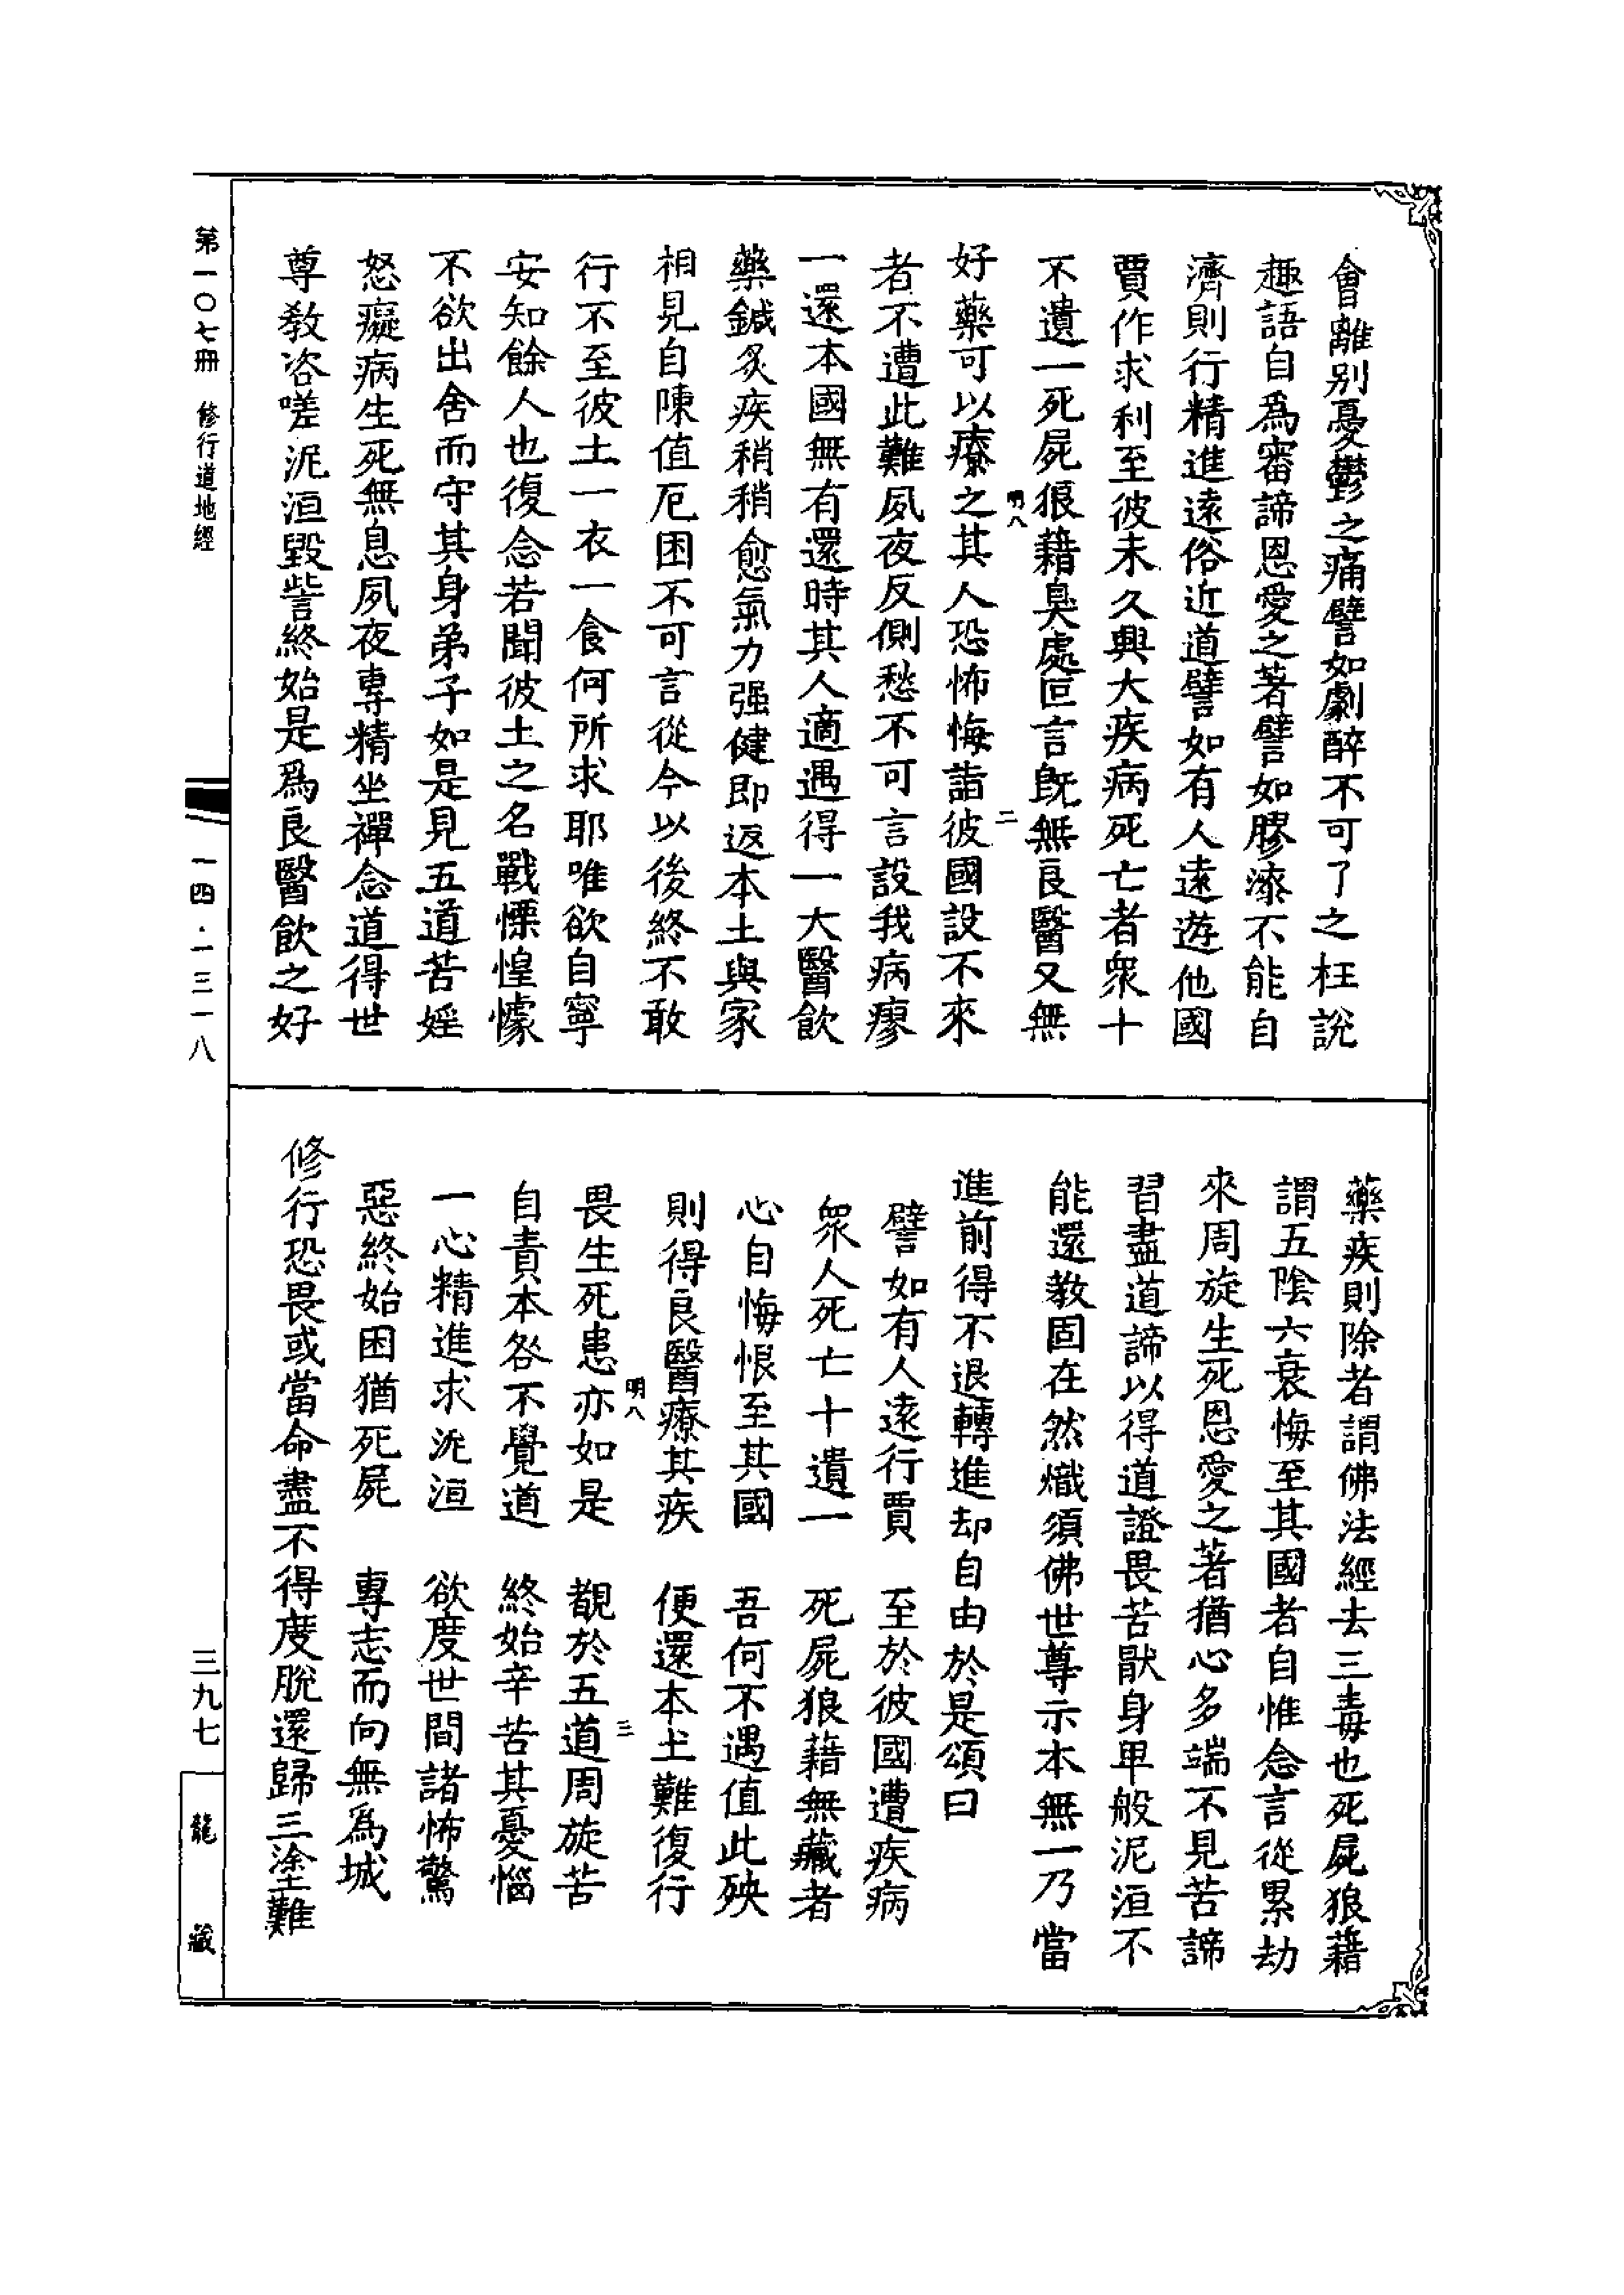 會離别憂鬱之痛譬如劇醉不可了之枉說
趣語自爲審諦恩愛之著譬如膠漆不能自
濟則行精進遠俗近道譬如有人遠遊他國
賈作求利至彼未久興大疾病死亡者衆十
不遺一死屍狼藉臭處叵言既無良醫又無
明八
二
好藥可以療之其人恐怖悔詣彼國設不來
者不遭此難夙夜反側愁不可言設我病瘳
一還本國無有還時其人適遇得一大醫飲
藥鍼炙疾稍稍愈氣力强健即返本土與家
相見自陳值厄困不可言從今以後終不敢
行不至彼土一衣一食何所求耶唯欲自寧
安知餘人也復念若聞彼土之名戰慄惶懅
不欲出舍而守其身弟子如是見五道苦婬
怒癡病生死無息夙夜專精坐禪念道得世
尊教咨嗟泥洹毀訾終始是爲良醫飲之好
藥疾則除者謂佛法經去三毒也死屍狼藉
謂五陰六衰悔至其國者自惟念言從累劫
來周旋生死恩愛之著猶心多端不見苦諦
習盡道諦以得道證畏苦猒身早般泥洹不
能還教固在然熾須佛世尊示本無一乃當
進前得不退轉進却自由於是頌曰
譬如有人遠行賈　至於彼國遭疾病
衆人死亡十遺一　死屍狼藉無藏者
心自悔恨至其國　吾何不遇值此殃
則得良醫療其疾　便還本土難復行
明八
三
畏生死患亦如是　覩於五道周旋苦
自責本咎不覺道　終始辛苦其憂惱
一心精進求泥洹　欲度世間諸怖驚
惡終始困猶死屍　專志而向無爲城
修行恐畏或當命盡不得度脫還歸三塗難
第一〇七冊　修行道地經
一四·一三一八
三九七
龍藏